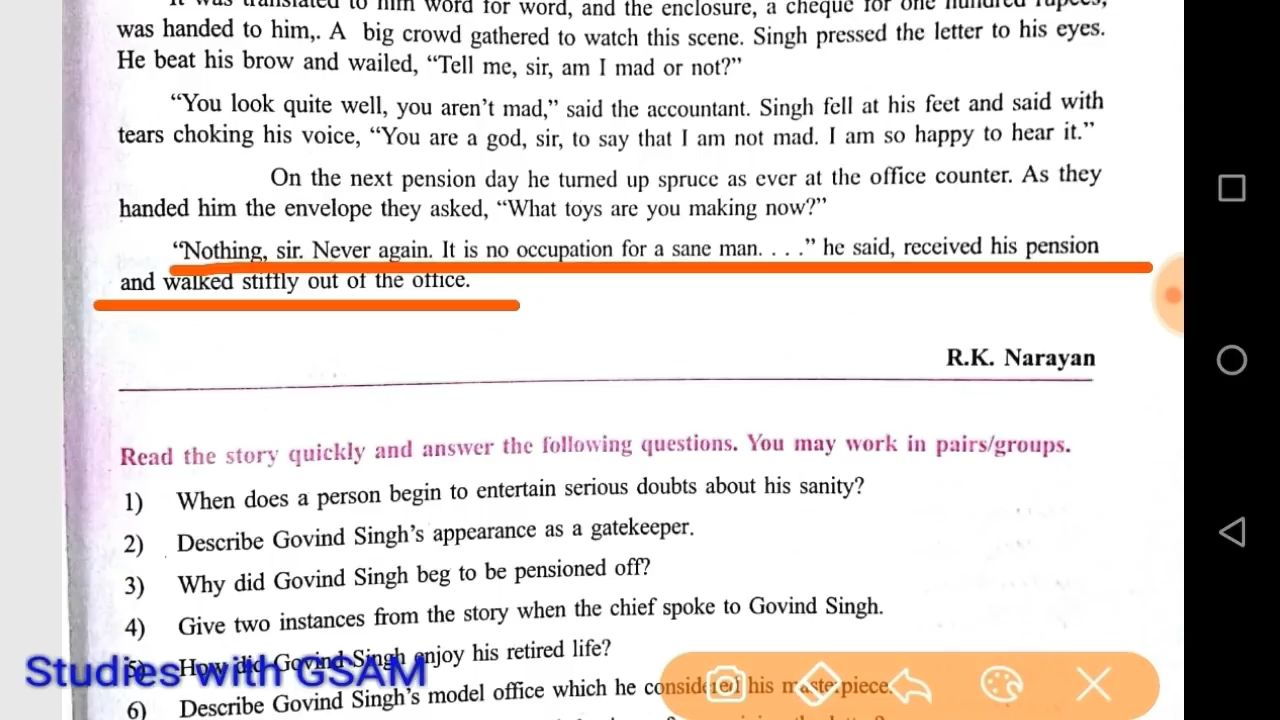 It was translated to him word for word, and the enclosure, a cheque for one hundred rupees,
was handed to him,. A big crowd gathered to watch this scene. Singh pressed the letter to his eyes.
He beat his brow and wailed, “Tell me, sir, am I mad or not?”
“You look quite well, you aren’t mad,” said the accountant. Singh fell at his feet and said with
tears choking his voice, “You are a god, sir, to say that I am not mad. I am so happy to hear it.”
On the next pension day he turned up spruce as ever at the office counter. As they
handed him the envelope they asked, “What toys are you making now?”
“Nothing, sir. Never again. It is no occupation for a sane man. . . .” he said, received his pension
and walked stiffly out of the office.
R.K. Narayan
Read the story quickly and answer the following questions. You may work in pairs/groups.
1) When does a person begin to entertain serious doubts about his sanity?
2) Describe Govind Singh’s appearance as a gatekeeper.
3) Why did Govind Singh beg to be pensioned off?
4) Give two instances from the story when the chief spoke to Govind Singh.
5) How did Govind Singh enjoy his retired life?
Studies with GSAM
6) Describe Govind Singh’s model office which he considered his masterpiece.